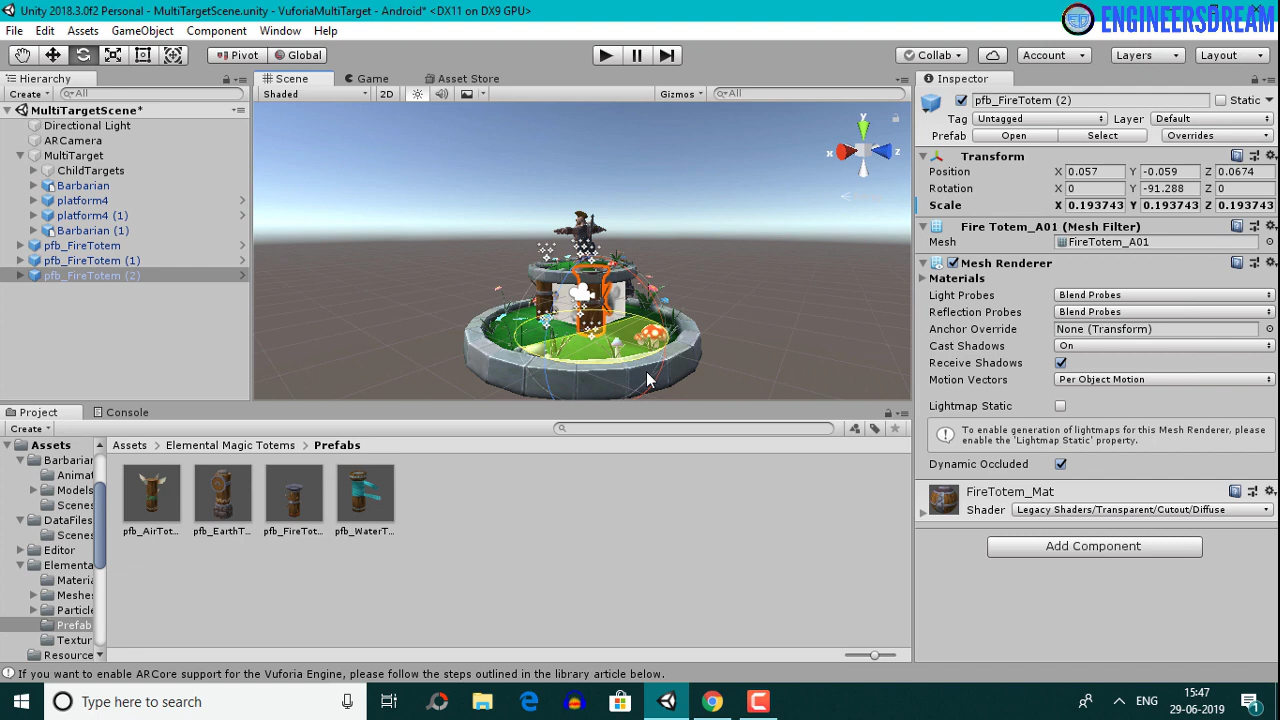 Unity 2018.3.0f2 Personal - MultiTargetScene.unity - VuforiaMultiTarget - Android* <DX11 on DX9 GPU>
ENGINEERSDREAM
File Edit Assets GameObject Component Window Help
Pivot Global Collab Account Layers Layout
Hierarchy
Create All
MultiTargetScene*
Directional Light
ARCamera
MultiTarget
ChildTargets
Barbarian
platform4
platform4 (1)
Barbarian (1)
pfb_FireTotem
pfb_FireTotem (1)
pfb_FireTotem (2)
Scene Game Asset Store
Shaded 2D Gizmos All
y
x z
Inspector
pfb_FireTotem (2) Static
Tag Untagged Layer Default
Prefab Open Select Overrides
Transform
Position X 0.057 Y -0.059 Z 0.0674
Rotation X 0 Y -91.288 Z 0
Scale X 0.193743 Y 0.193743 Z 0.193743
Fire Totem_A01 (Mesh Filter)
Mesh FireTotem_A01
Mesh Renderer
Materials
Light Probes Blend Probes
Reflection Probes Blend Probes
Anchor Override None (Transform)
Cast Shadows On
Receive Shadows
Motion Vectors Per Object Motion
Lightmap Static
To enable generation of lightmaps for this Mesh Renderer, please
enable the 'Lightmap Static' property.
Dynamic Occluded
FireTotem_Mat
Shader Legacy Shaders/Transparent/Cutout/Diffuse
Add Component
Project Console
Create
Assets
Barbarian
Animat
Models
Scenes
DataFiles
Scenes
Editor
Elementa
Materia
Meshes
Particle
Prefab
Textur
Resource
Assets Elemental Magic Totems Prefabs
pfb_AirTot... pfb_EarthT... pfb_FireTot... pfb_WaterT...
If you want to enable ARCore support for the Vuforia Engine, please follow the steps outlined in the library article below.
Type here to search
ENG
15:47
29-06-2019
1